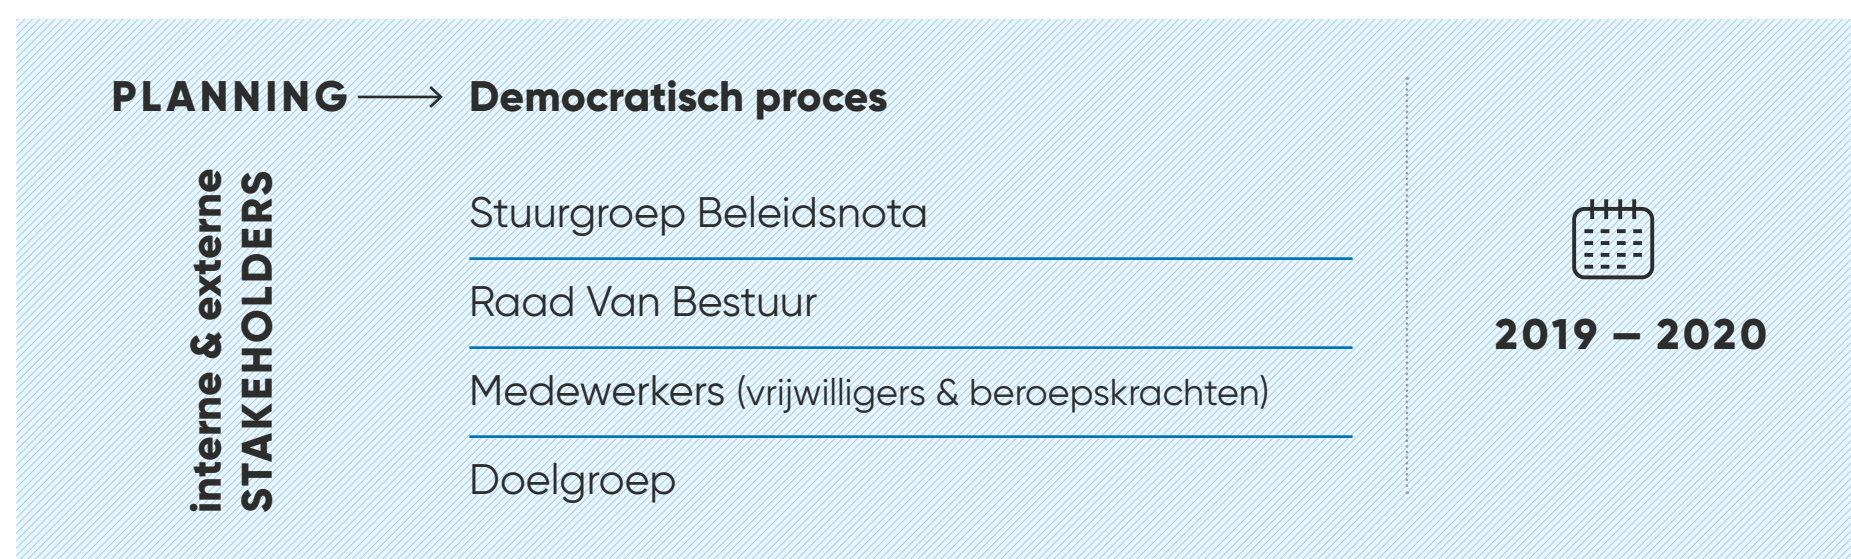 PLANNING → Democratisch proces
interne & externe
STAKEHOLDERS
Stuurgroep Beleidsnota
Raad Van Bestuur
Medewerkers (vrijwilligers & beroepskrachten)
Doelgroep
2019 – 2020